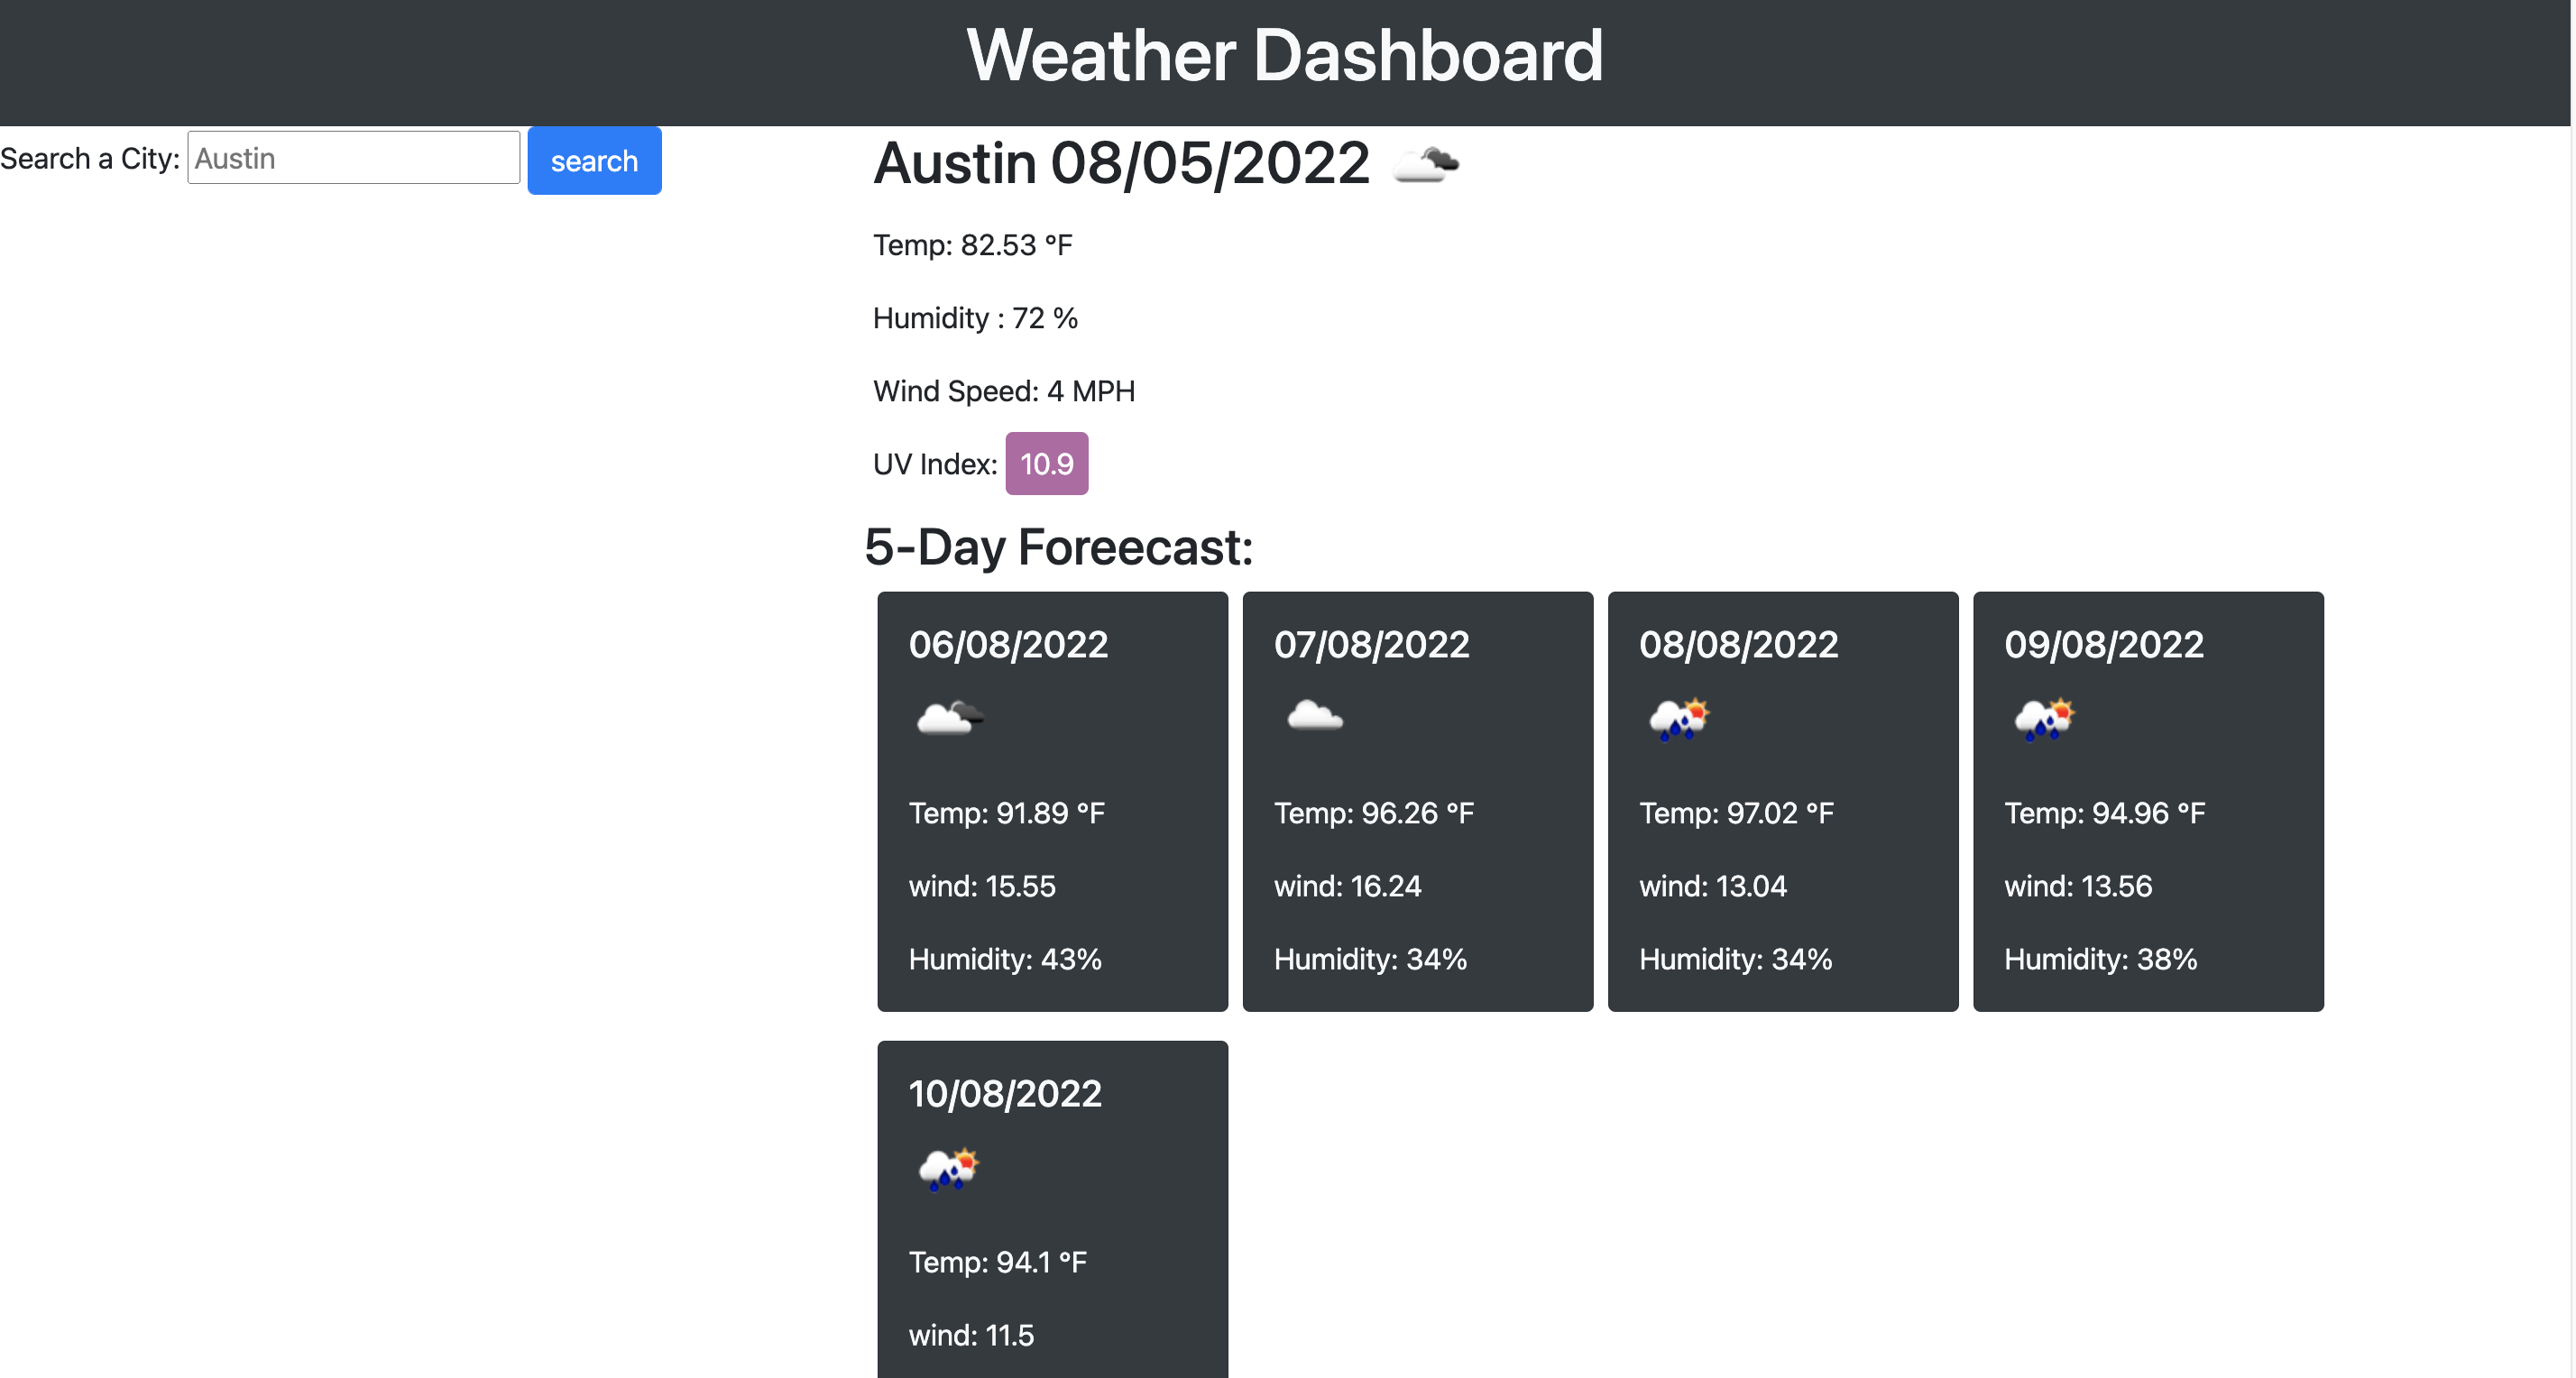 Weather Dashboard
Search a City: Austin search
Austin 08/05/2022
Temp: 82.53 °F
Humidity : 72 %
Wind Speed: 4 MPH
UV Index: 10.9
5-Day Foreecast:
06/08/2022
Temp: 91.89 °F
wind: 15.55
Humidity: 43%
07/08/2022
Temp: 96.26 °F
wind: 16.24
Humidity: 34%
08/08/2022
Temp: 97.02 °F
wind: 13.04
Humidity: 34%
09/08/2022
Temp: 94.96 °F
wind: 13.56
Humidity: 38%
10/08/2022
Temp: 94.1 °F
wind: 11.5